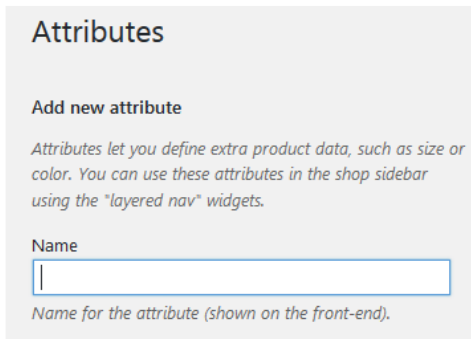 Attributes
Add new attribute
Attributes let you define extra product data, such as size or
color. You can use these attributes in the shop sidebar
using the "layered nav" widgets.
Name
Name for the attribute (shown on the front-end).